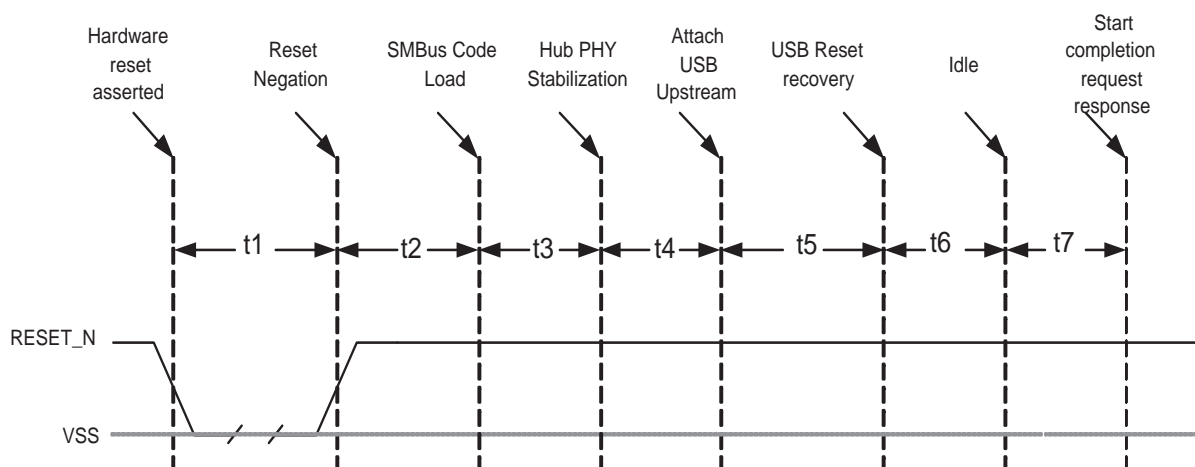 Hardware
reset
asserted
Reset
Negation
SMBus Code
Load
Hub PHY
Stabilization
Attach
USB
Upstream
USB Reset
recovery
Idle
Start
completion
request
response
t1
t2
t3
t4
t5
t6
t7
RESET_N
VSS